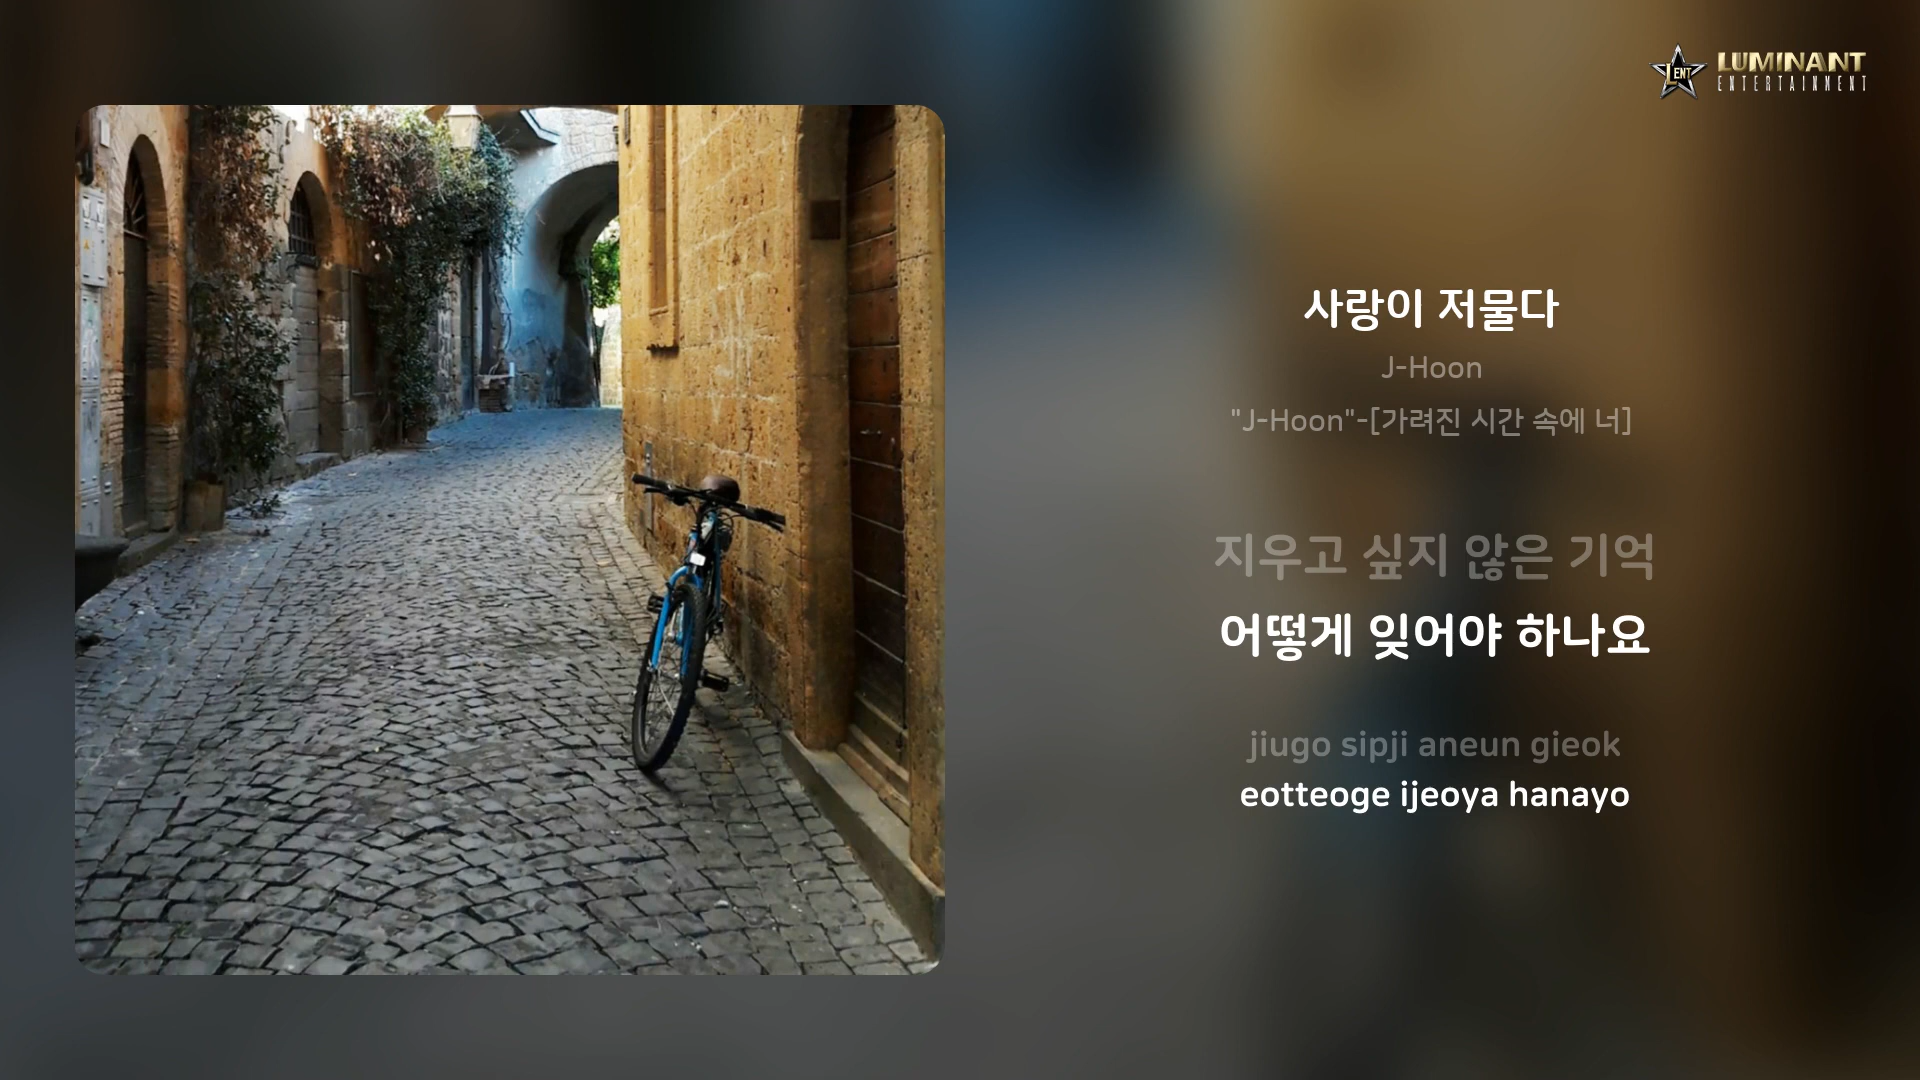 LENT
LUMINANT
ENTERTAINMENT
사랑이 저물다
J-Hoon
"J-Hoon"-[가려진 시간 속에 너]
지우고 싶지 않은 기억
어떻게 잊어야 하나요
jiugo sipji aneun gieok
eotteoge ijeoya hanayo